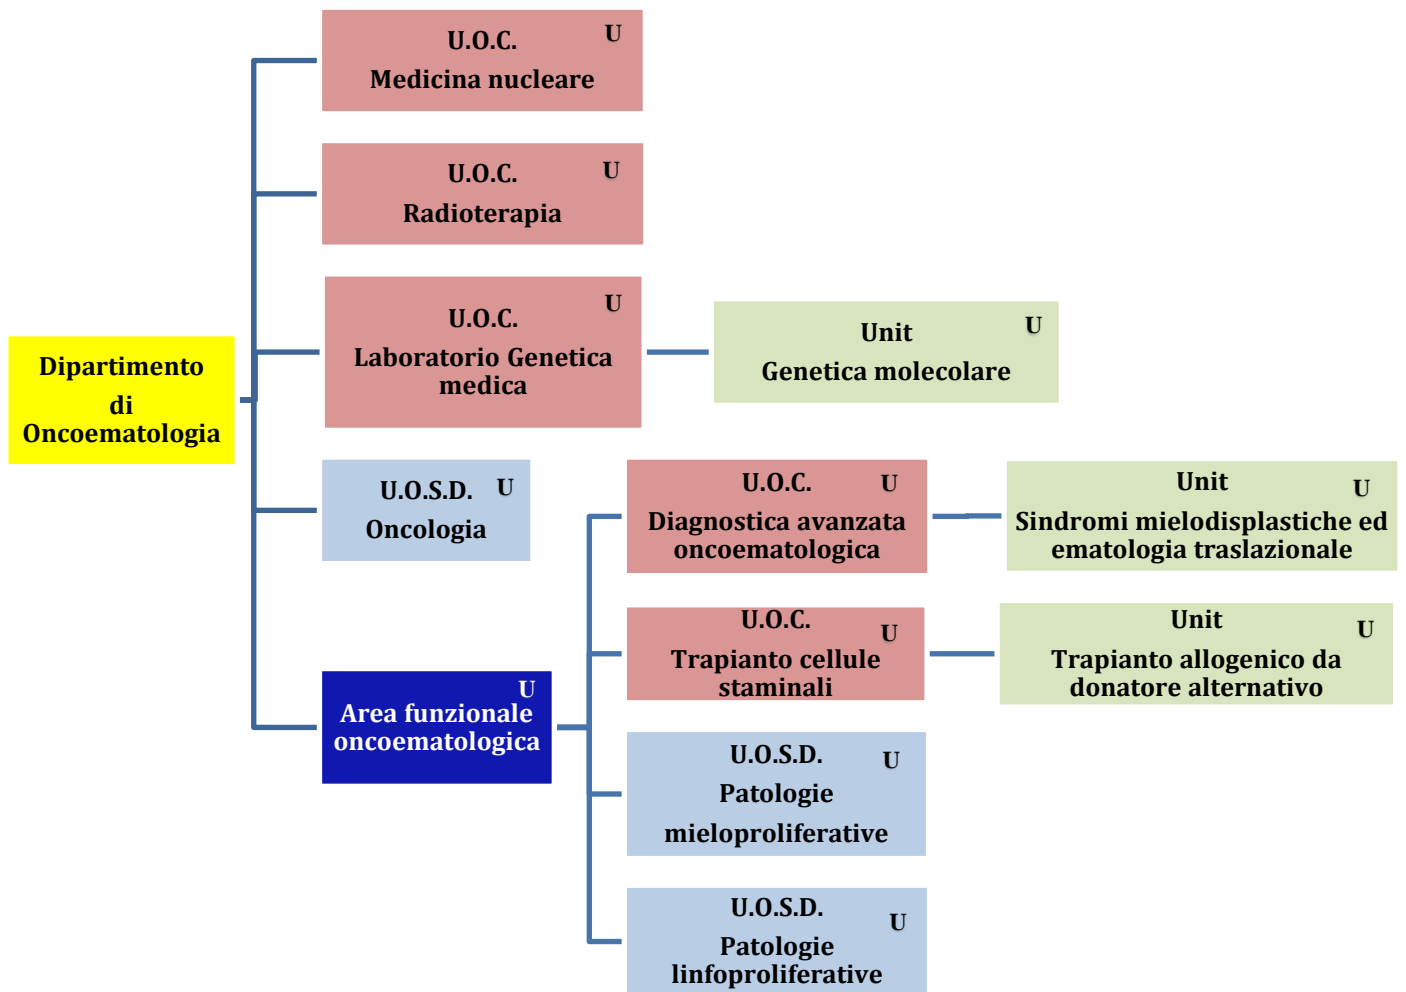 U.O.C. U
Medicina nucleare
U.O.C. U
Radioterapia
U.O.C. U
Laboratorio Genetica
medica
Unit U
Genetica molecolare
Dipartimento
di
Oncoematologia
U.O.S.D. U
Oncologia
U
Area funzionale
oncoematologica
U.O.C. U
Diagnostica avanzata
oncoematologica
Unit U
Sindromi mielodisplastiche ed
ematologia traslazionale
U.O.C. U
Trapianto cellule
staminali
Unit U
Trapianto allogenico da
donatore alternativo
U.O.S.D. U
Patologie
mieloproliferative
U.O.S.D. U
Patologie
linfoproliferative